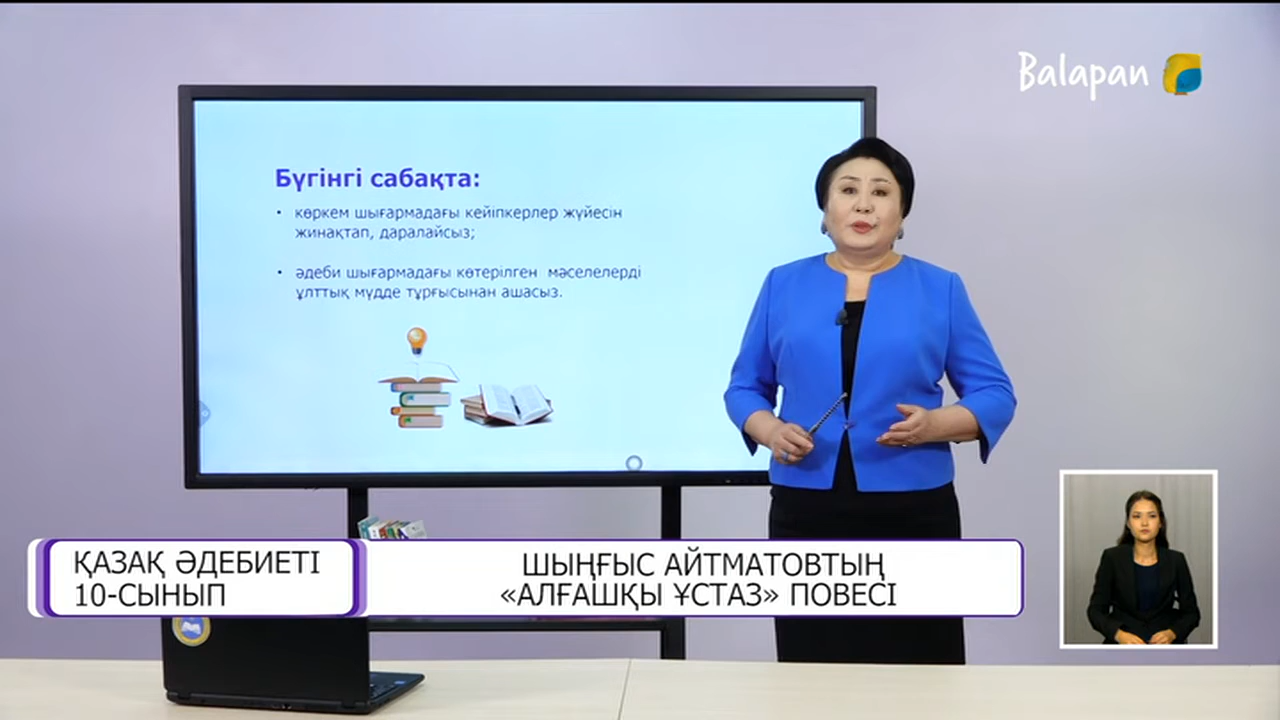 Balapan
Бүгінгі сабақта:
• көркем шығармадағы кейіпкерлер жүйесін
жинақтап, даралайсыз;
• әдеби шығармадағы көтерілген мәселелерді
ұлттық мүдде тұрғысынан ашасыз.
ҚАЗАҚ ӘДЕБИЕТІ
10-СЫНЫП
ШЫҢҒЫС АЙТМАТОВТЫҢ
«АЛҒАШҚЫ ҰСТАЗ» ПОВЕСІ